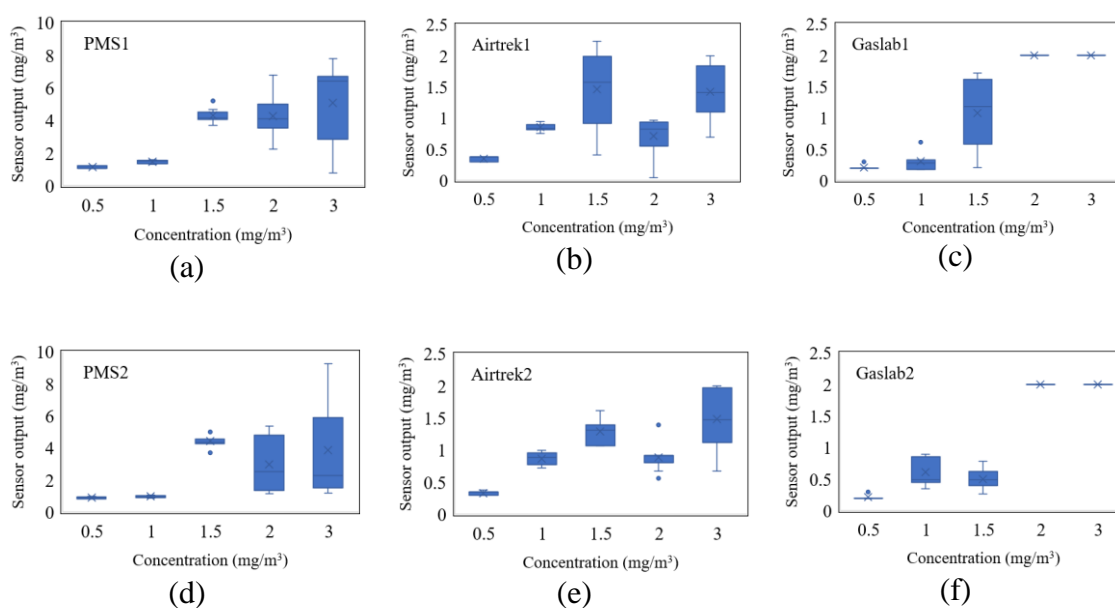 PMS1
Sensor output (mg/m³)
10
8
6
4
2
0
0.5 1 1.5 2 3
Concentration (mg/m³)
(a)
Airtrek1
Sensor output (mg/m³)
2.5
2
1.5
1
0.5
0
0.5 1 1.5 2 3
Concentration (mg/m³)
(b)
Gaslab1
Sensor output (mg/m³)
2.5
2
1.5
1
0.5
0
0.5 1 1.5 2 3
Concentration (mg/m³)
(c)
PMS2
Sensor output (mg/m³)
10
8
6
4
2
0
0.5 1 1.5 2 3
Concentration (mg/m³)
(d)
Airtrek2
Sensor output (mg/m³)
2.5
2
1.5
1
0.5
0
0.5 1 1.5 2 3
Concentration (mg/m³)
(e)
Gaslab2
Sensor output (mg/m³)
2.5
2
1.5
1
0.5
0
0.5 1 1.5 2 3
Concentration (mg/m³)
(f)